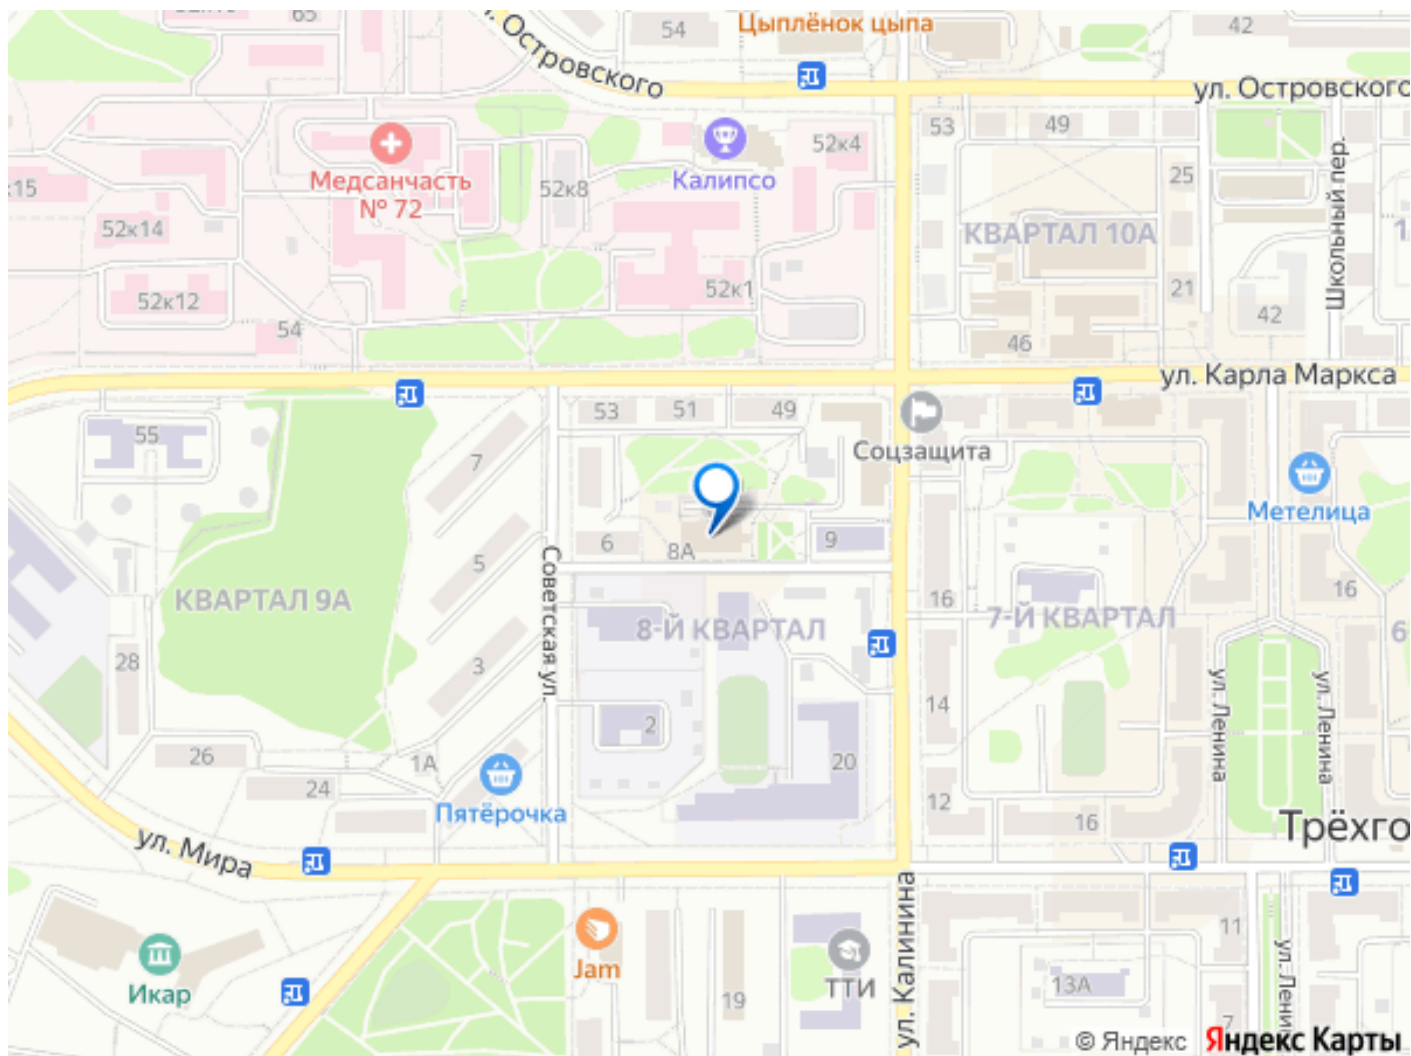 65
ул. Островского
54
Цыплёнок цыпа
42
ул. Островского
53
49
52к4
Медсанчасть
№ 72
52к8
Калипсо
25
Школьный пер.
52к14
КВАРТАЛ 10А
52к12
52к1
21
54
42
46
ул. Карла Маркса
53
51
49
55
7
Соцзащита
Метелица
6
8А
9
Советская ул.
5
КВАРТАЛ 9А
8-Й КВАРТАЛ
16
7-Й КВАРТАЛ
16
28
3
2
14
ул. Ленина
ул. Ленина
26
1А
24
20
Пятёрочка
12
16
Трёхго
ул. Мира
ул. Калинина
11
Икар
Jam
19
ТТИ
13А
ул. Ленин
7
© Яндекс Яндекс Карты